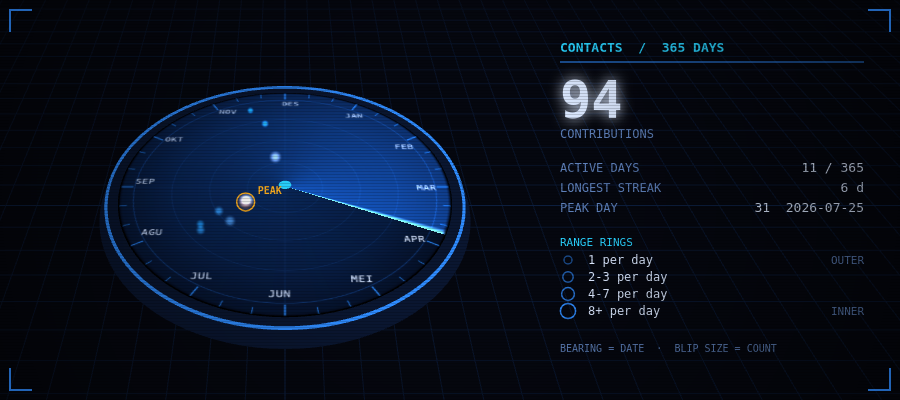 DES
NOV
JAN
OKT
FEB
SEP
MAR
PEAK
AGU
APR
JUL
MEI
JUN
CONTACTS / 365 DAYS
94
CONTRIBUTIONS
ACTIVE DAYS 11 / 365
LONGEST STREAK 6 d
PEAK DAY 31 2026-07-25
RANGE RINGS
1 per day OUTER
2-3 per day
4-7 per day
8+ per day INNER
BEARING = DATE · BLIP SIZE = COUNT